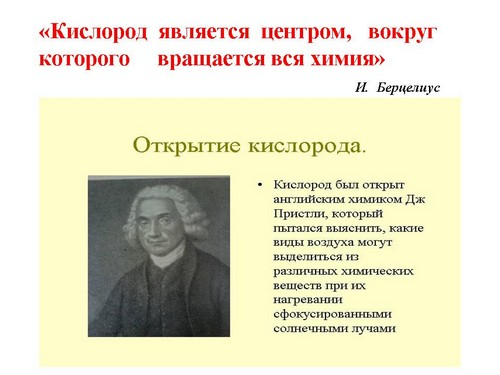 «Кислород является центром, вокруг
которого вращается вся химия»
И. Берцелиус
Открытие кислорода.
• Кислород был открыт
английским химиком Дж
Пристли, который
пытался выяснить, какие
виды воздуха могут
выделиться из
различных химических
веществ при их
нагревании
сфокусированными
солнечными лучами